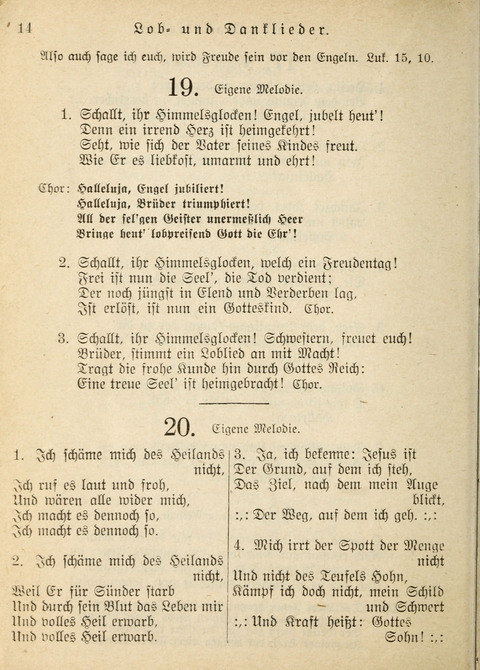 14 Lob- und Danklieder.
Also auch sage ich euch, wird Freude sein vor den Engeln. Luk. 15, 10.
19. Eigene Melodie.
1. Schallt, ihr Himmelsglocken! Engel, jubelt heut'!
Denn ein irrend Herz ist heimgekehrt!
Seht, wie sich der Vater seines Kindes freut.
Wie Er es liebkost, umarmt und ehrt!
Chor: Halleluja, Engel jubiliert!
Halleluja, Brüder triumphiert!
All der sel'gen Geister unermeßlich Heer
Bringe heut' lobpreisend Gott die Ehr'!
2. Schallt, ihr Himmelsglocken, welch ein Freudentag!
Frei ist nun die Seel', die Tod verdient;
Der noch jüngst in Elend und Verderben lag,
Ist erlöst, ist nun ein Gotteskind. Chor.
3. Schallt, ihr Himmelsglocken! Schwestern, freuet euch!
Brüder, stimmt ein Loblied an mit Macht!
Tragt die frohe Kunde hin durch Gottes Reich:
Eine treue Seel' ist heimgebracht! Chor.
20. Eigene Melodie.
1. Ich schäme mich des Heilands
nicht,
Ich ruf es laut und froh,
Und wären alle wider mich,
Ich macht es dennoch so,
Ich macht es dennoch so.
2. Ich schäme mich des Heilands
nicht,
Weil Er für Sünder starb
Und durch sein Blut das Leben mir
Und volles Heil erwarb,
Und volles Heil erwarb.
3. Ja, ich bekenne: Jesus ist
Der Grund, auf dem ich steh,
Das Ziel, nach dem mein Auge
blickt,
:,: Der Weg, auf dem ich geh. :,:
4. Mich irrt der Spott der Menge
nicht
Und nicht des Teufels Hohn,
Kämpf ich doch nicht, mein Schild
und Schwert
:,: Und Kraft heißt: Gottes
Sohn! :,: